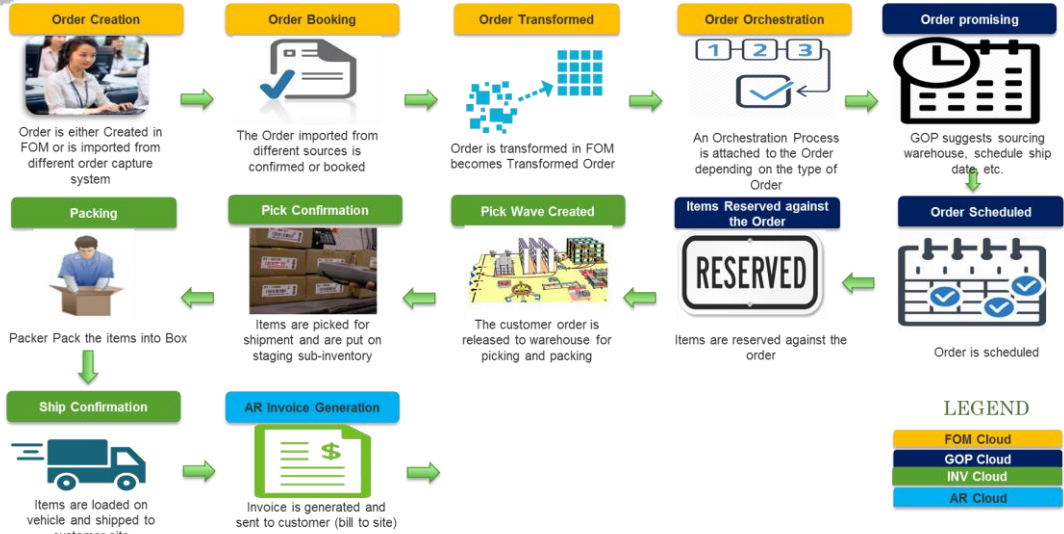 Order Creation
Order is either Created in
FOM or is imported from
different order capture
system
Order Booking
The Order imported from
different sources is
confirmed or booked
Order Transformed
Order is transformed in FOM
becomes Transformed Order
Order Orchestration
1 2 3
An Orchestration Process
is attached to the Order
depending on the type of
Order
Order promising
GOP suggests sourcing
warehouse, schedule ship
date, etc.
Order Scheduled
Order is scheduled
Items Reserved against
the Order
RESERVED
Items are reserved against the
order
Pick Wave Created
The customer order is
released to warehouse for
picking and packing
Pick Confirmation
Items are picked for
shipment and are put on
staging sub-inventory
Packing
Packer Pack the items into Box
Ship Confirmation
Items are loaded on
vehicle and shipped to
customer site
AR Invoice Generation
$
Invoice is generated and
sent to customer (bill to site)
LEGEND
FOM Cloud
GOP Cloud
INV Cloud
AR Cloud